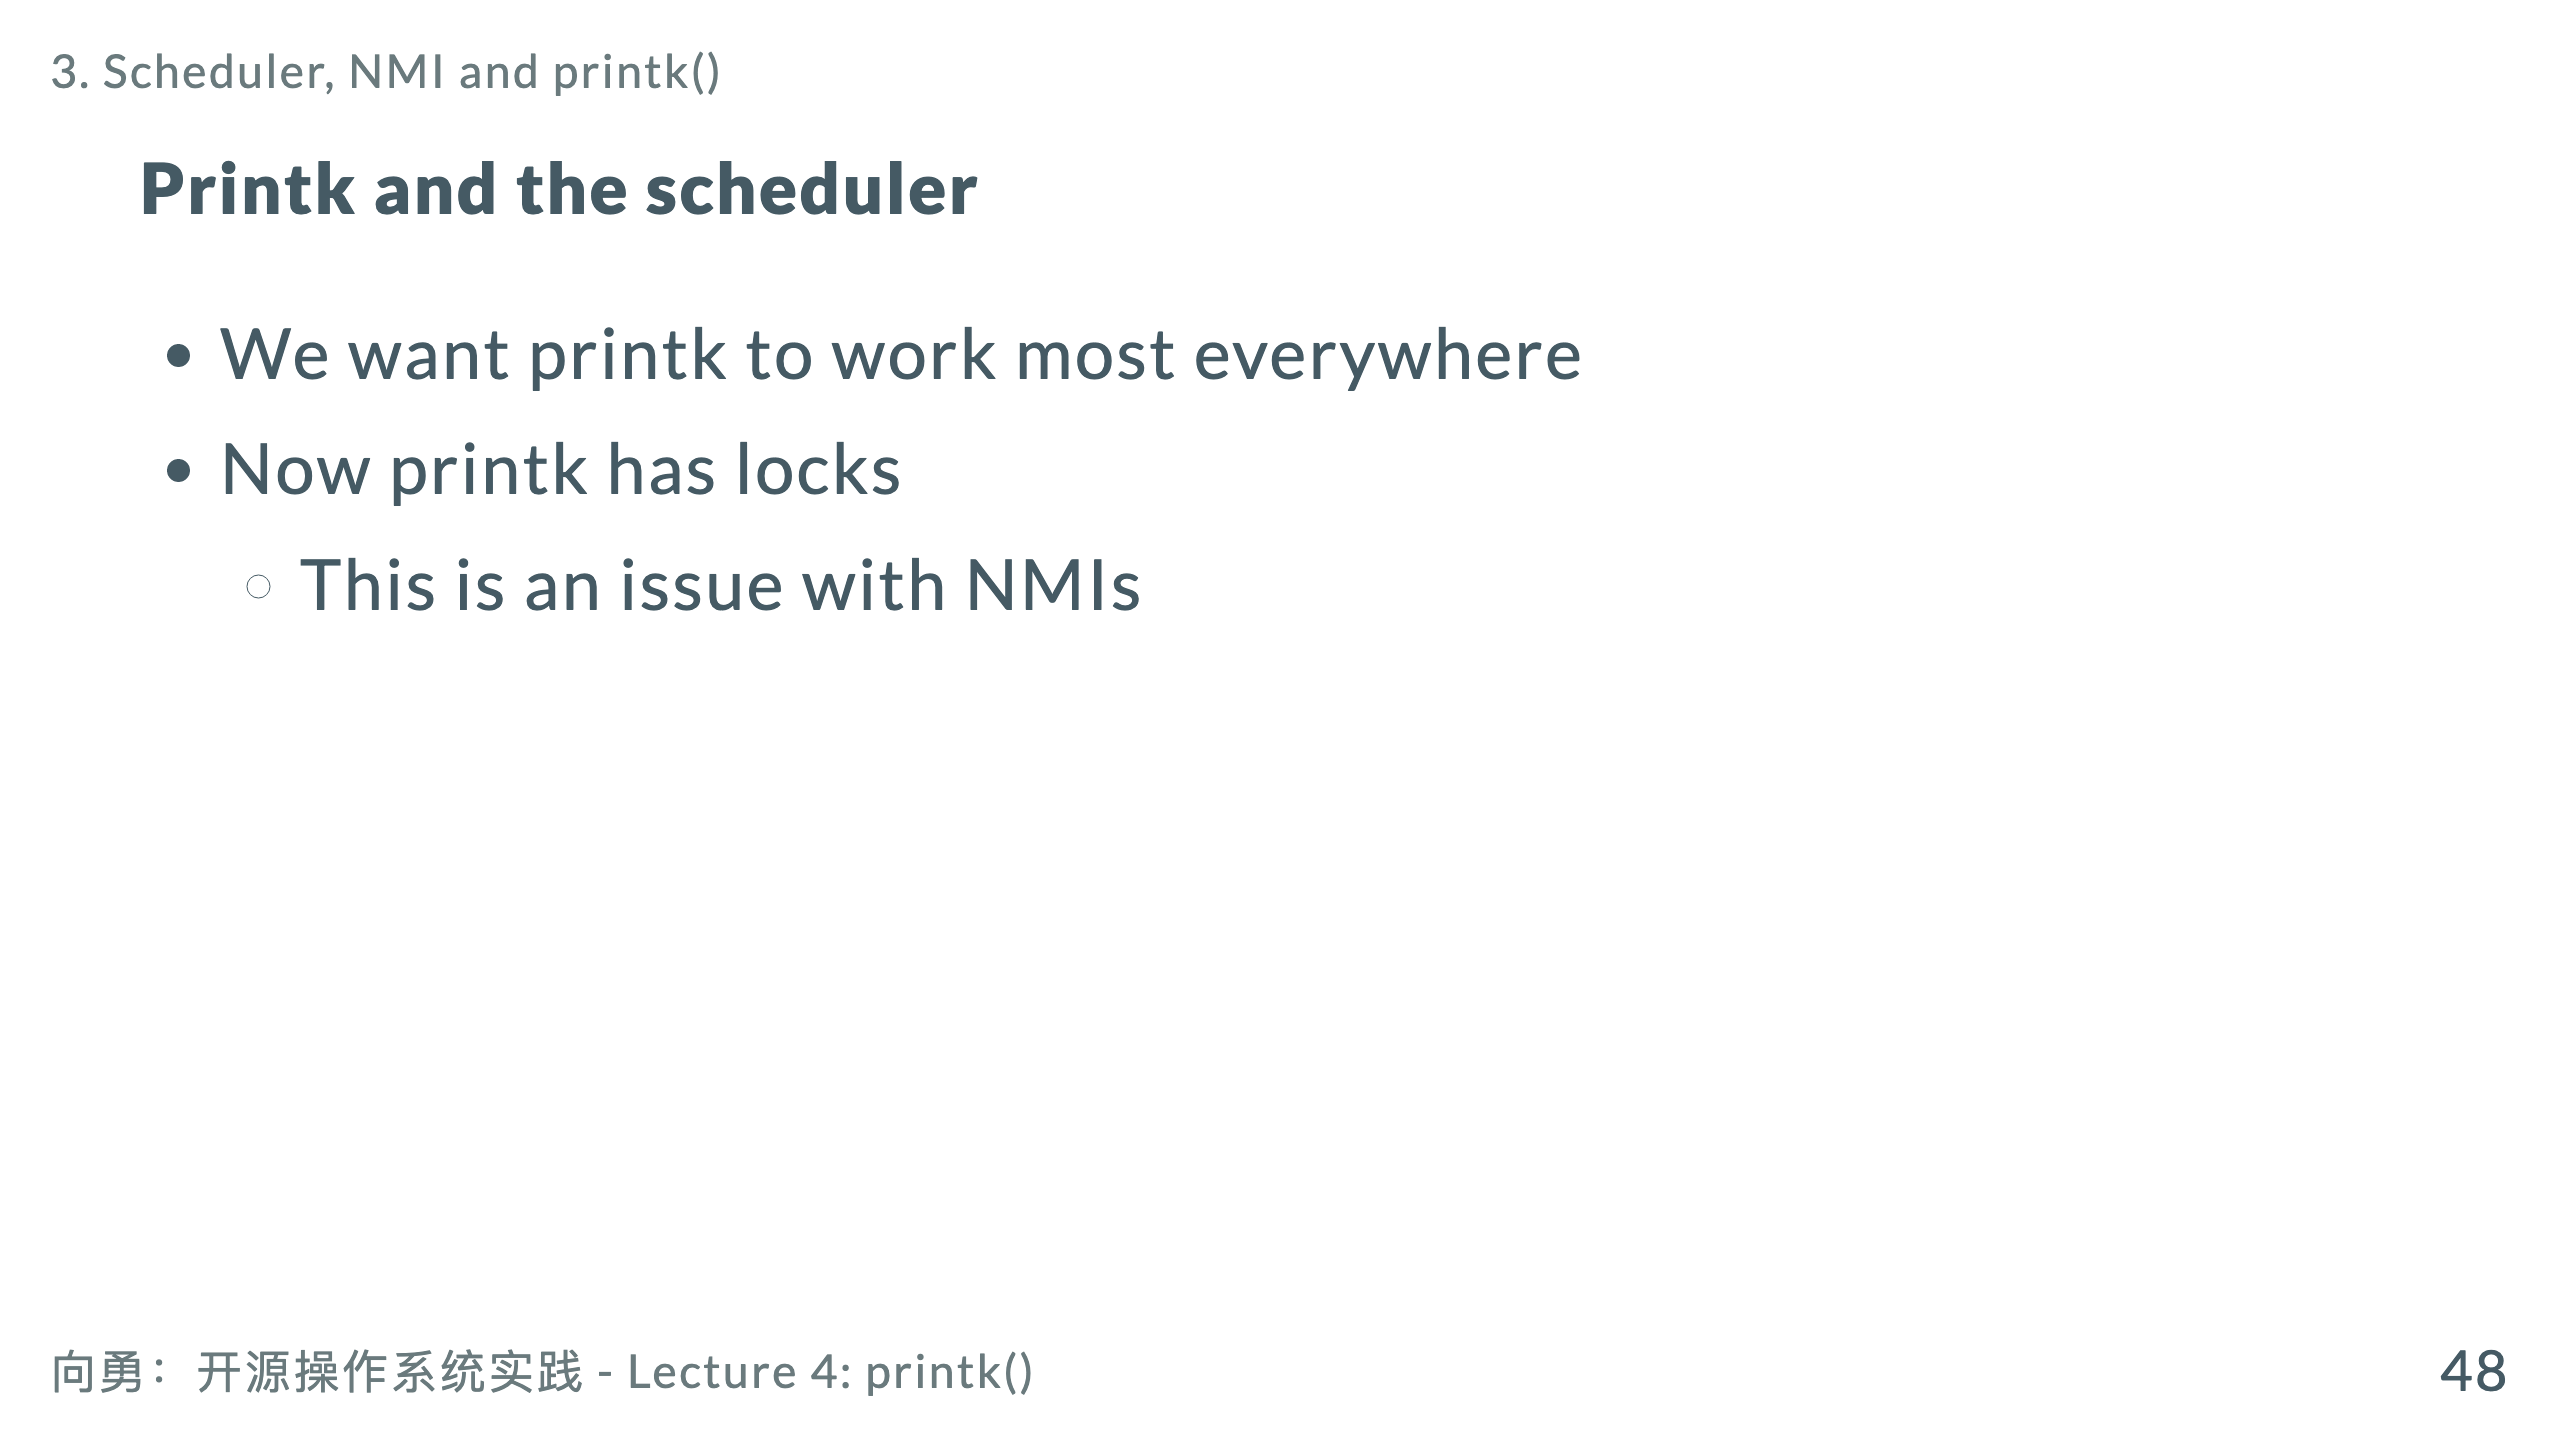 3. Scheduler, NMI and printk()
Printk and the scheduler
• We want printk to work most everywhere
• Now printk has locks
○ This is an issue with NMIs
向勇：开源操作系统实践 - Lecture 4: printk()
48